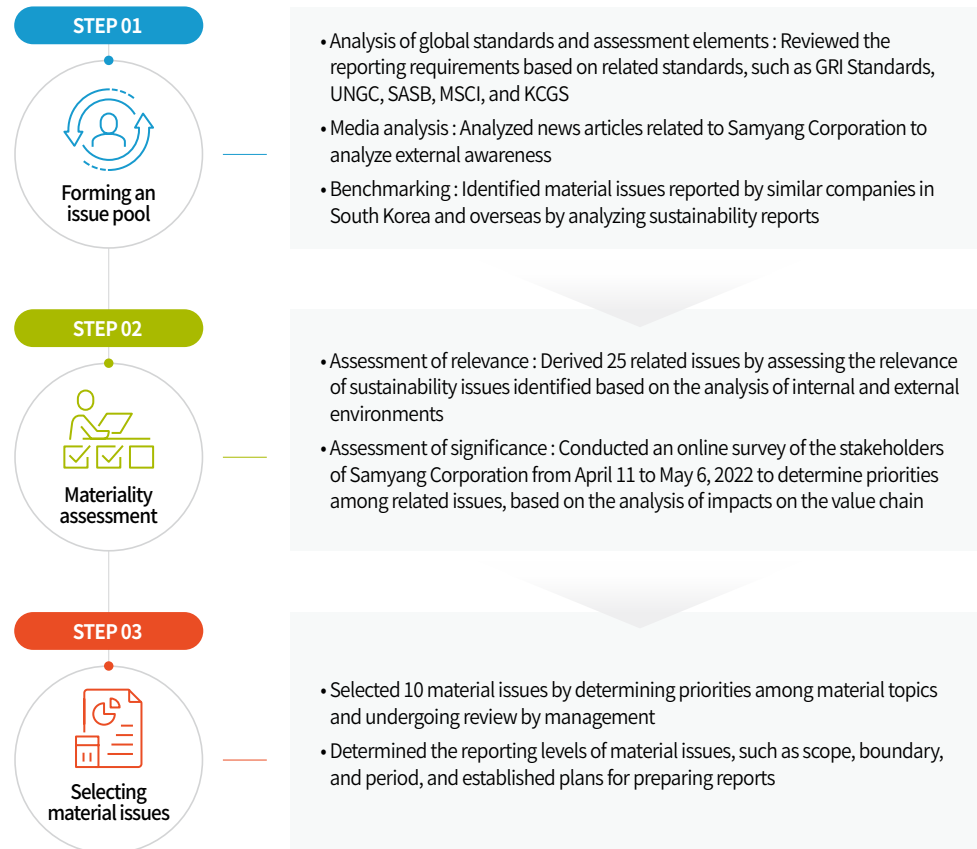 STEP 01
Forming an
issue pool
• Analysis of global standards and assessment elements : Reviewed the
reporting requirements based on related standards, such as GRI Standards,
UNGC, SASB, MSCI, and KCGS
• Media analysis : Analyzed news articles related to Samyang Corporation to
analyze external awareness
• Benchmarking : Identified material issues reported by similar companies in
South Korea and overseas by analyzing sustainability reports
STEP 02
Materiality
assessment
• Assessment of relevance : Derived 25 related issues by assessing the relevance
of sustainability issues identified based on the analysis of internal and external
environments
• Assessment of significance : Conducted an online survey of the stakeholders
of Samyang Corporation from April 11 to May 6, 2022 to determine priorities
among related issues, based on the analysis of impacts on the value chain
STEP 03
Selecting
material issues
• Selected 10 material issues by determining priorities among material topics
and undergoing review by management
• Determined the reporting levels of material issues, such as scope, boundary,
and period, and established plans for preparing reports